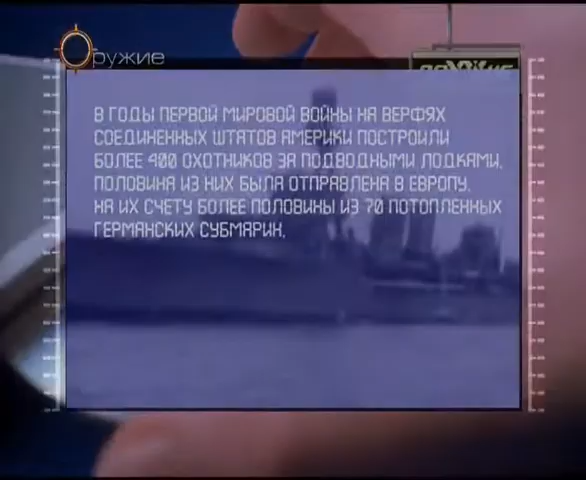 Оружие
В ГОДЫ ПЕРВОЙ МИРОВОЙ ВОЙНЫ НА ВЕРФЯХ
СОЕДИНЕННЫХ ШТАТОВ АМЕРИКИ ПОСТРОИЛИ
БОЛЕЕ 400 ОХОТНИКОВ ЗА ПОДВОДНЫМИ ЛОДКАМИ.
ПОЛОВИНА ИЗ НИХ БЫЛА ОТПРАВЛЕНА В ЕВРОПУ.
НА ИХ СЧЕТУ БОЛЕЕ ПОЛОВИНЫ ИЗ 70 ПОТОПЛЕННЫХ
ГЕРМАНСКИХ СУБМАРИН.